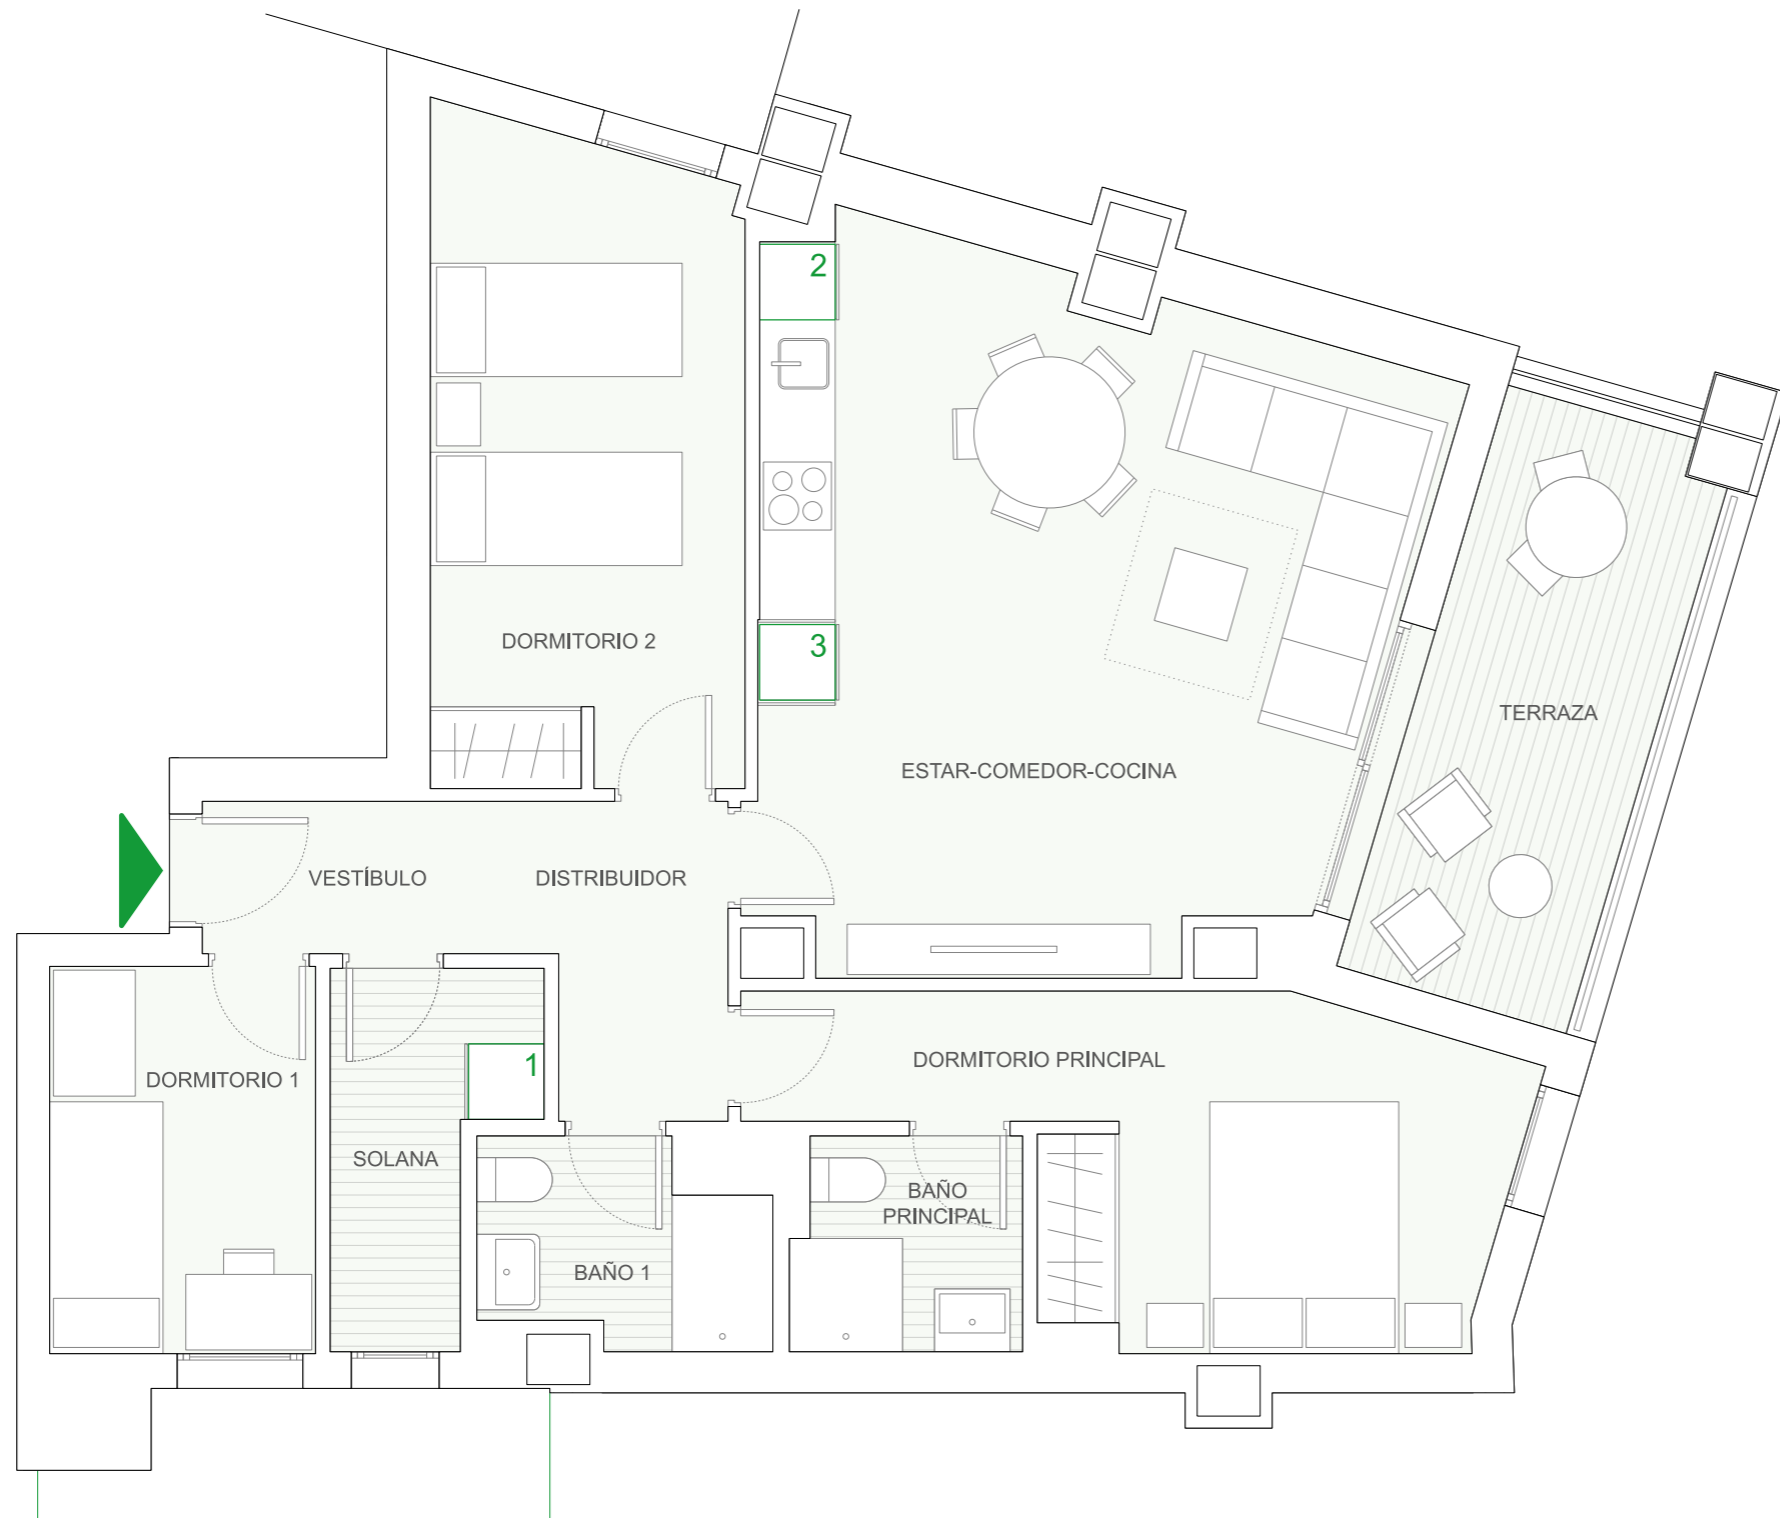 2
3
DORMITORIO 2
TERRAZA
ESTAR-COMEDOR-COCINA
VESTÍBULO
DISTRIBUIDOR
1
DORMITORIO 1
DORMITORIO PRINCIPAL
SOLANA
BAÑO
PRINCIPAL
BAÑO 1